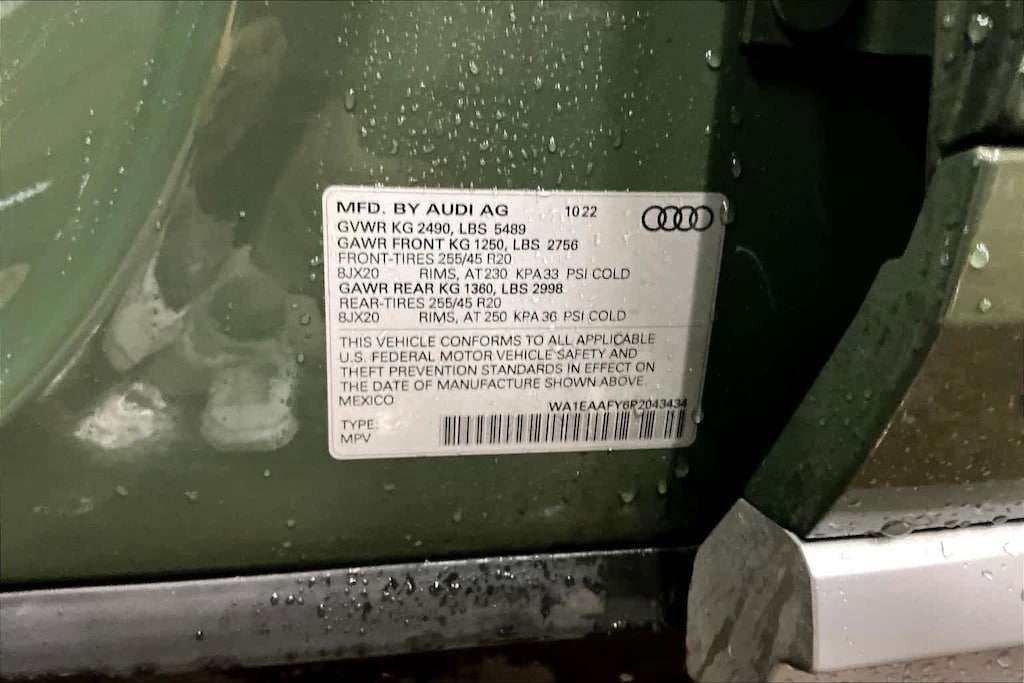 MFD. BY AUDI AG 10 22
GVWR KG 2490, LBS 5489
GAWR FRONT KG 1250, LBS 2756
FRONT-TIRES 255/45 R20
8JX20 RIMS, AT 230 KPA 33 PSI COLD
GAWR REAR KG 1360, LBS 2998
REAR-TIRES 255/45 R20
8JX20 RIMS, AT 250 KPA 36 PSI COLD
THIS VEHICLE CONFORMS TO ALL APPLICABLE
U.S. FEDERAL MOTOR VEHICLE SAFETY AND
THEFT PREVENTION STANDARDS IN EFFECT ON
THE DATE OF MANUFACTURE SHOWN ABOVE.
MEXICO WA1EAAFY6P2043434
TYPE:
MPV